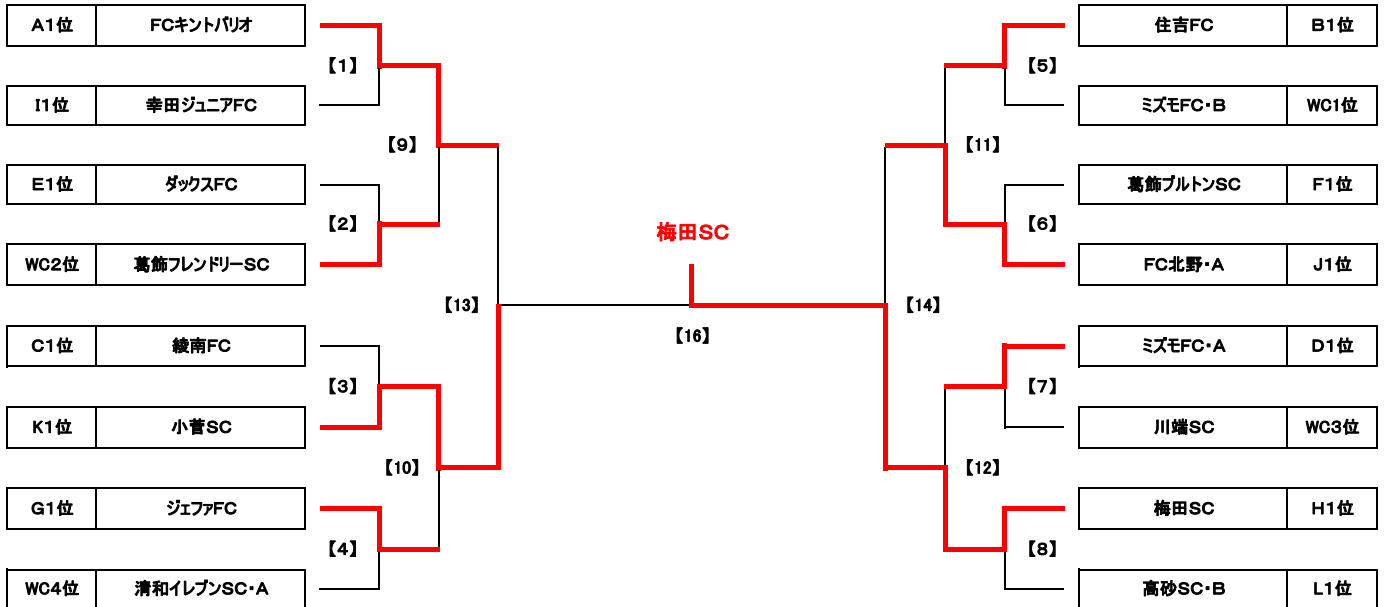 A1位 FCキントバリオ
住吉FC B1位
【1】
【5】
I1位 幸田ジュニアFC
ミズモFC・B WC1位
【9】
【11】
E1位 ダックスFC
葛飾ブルトンSC F1位
【2】
【6】
梅田SC
WC2位 葛飾フレンドリーSC
FC北野・A J1位
【13】
【14】
【16】
C1位 綾南FC
ミズモFC・A D1位
【3】
【7】
K1位 小菅SC
川端SC WC3位
【10】
【12】
G1位 ジェファFC
梅田SC H1位
【4】
【8】
WC4位 清和イレブンSC・A
高砂SC・B L1位